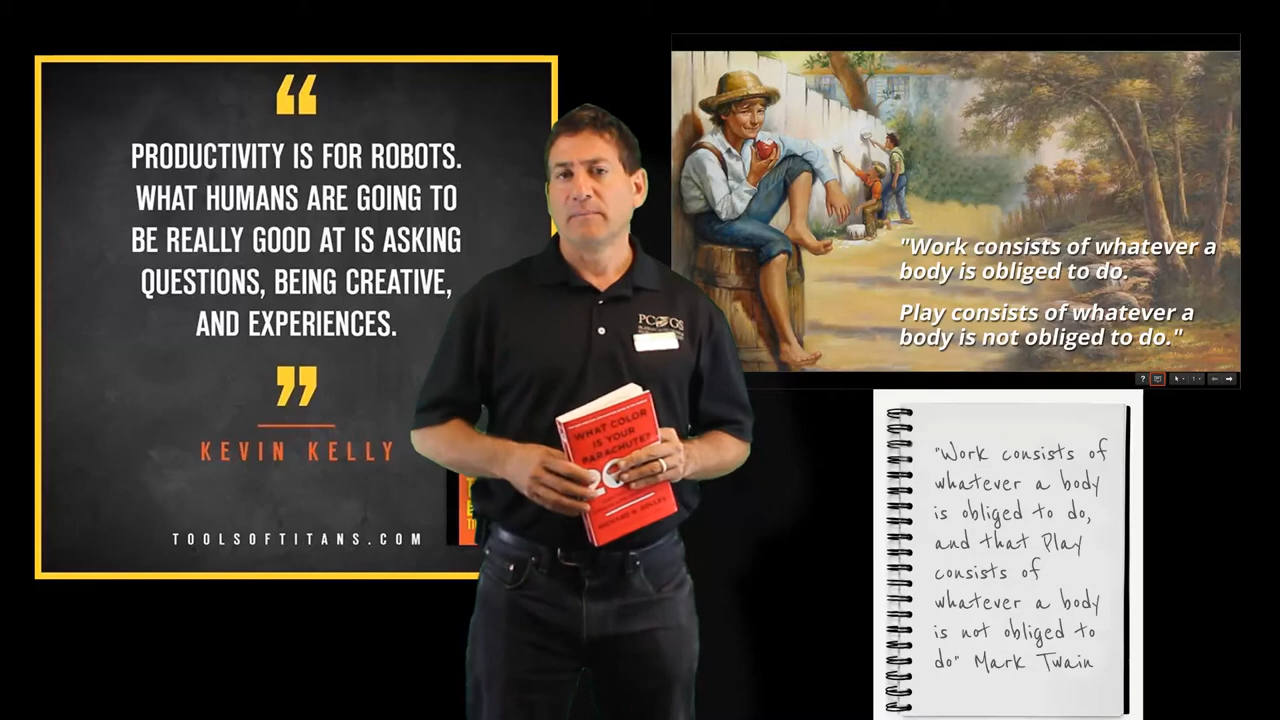 “
PRODUCTIVITY IS FOR ROBOTS.
WHAT HUMANS ARE GOING TO
BE REALLY GOOD AT IS ASKING
QUESTIONS, BEING CREATIVE,
AND EXPERIENCES.
”
KEVIN KELLY
TOOLSOFTITANS.COM
PCGS
WHAT COLOR
IS YOUR
PARACHUTE?
20
RICHARD N. BOLLES
"Work consists of whatever a
body is obliged to do.
Play consists of whatever a
body is not obliged to do."
"Work consists of
whatever a body
is obliged to do,
and that Play
consists of
whatever a body
is not obliged to
do" Mark Twain